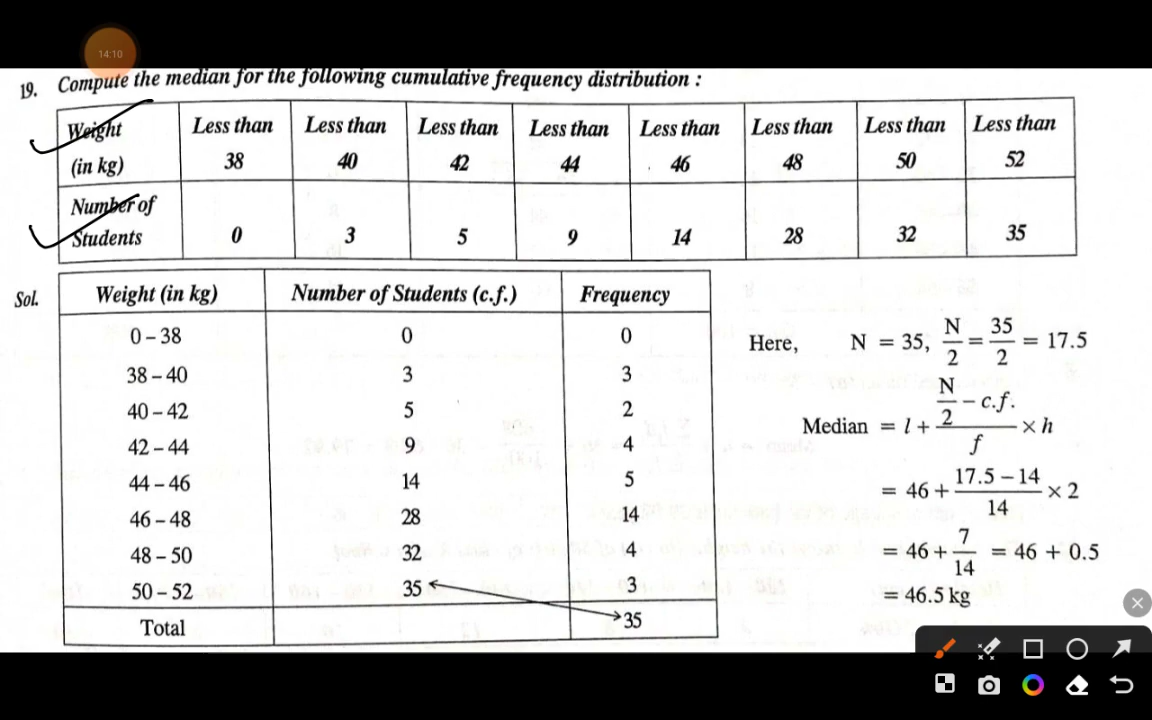 14:10
19. Compute the median for the following cumulative frequency distribution :
Weight (in kg) Less than 38 Less than 40 Less than 42 Less than 44 Less than 46 Less than 48 Less than 50 Less than 52
Number of Students 0 3 5 9 14 28 32 35
Sol. Weight (in kg) Number of Students (c.f.) Frequency
0 – 38 0 0
38 – 40 3 3
40 – 42 5 2
42 – 44 9 4
44 – 46 14 5
46 – 48 28 14
48 – 50 32 4
50 – 52 35 3
Total 35
Here, N = 35, N/2 = 35/2 = 17.5
Median = l + (N/2 – c.f.)/f × h
= 46 + (17.5 – 14)/14 × 2
= 46 + 7/14 = 46 + 0.5
= 46.5 kg